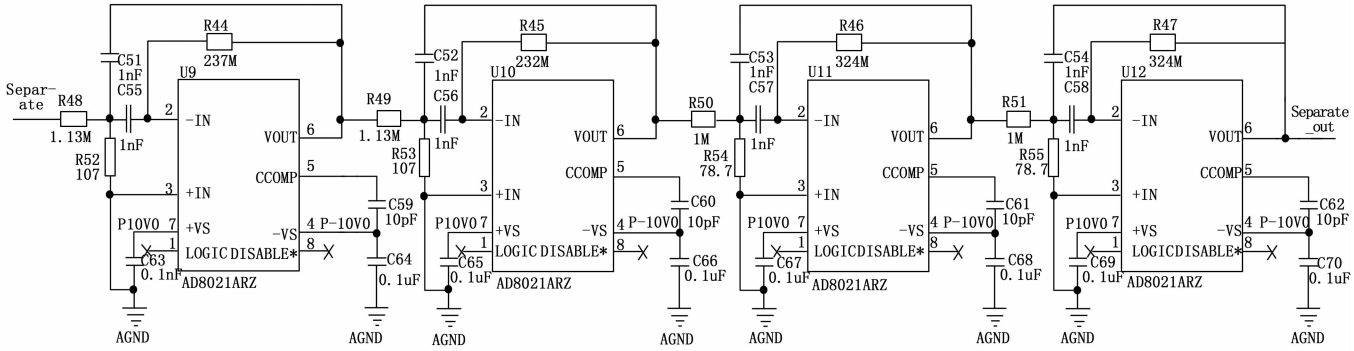 Separ-
ate
R48
1.13M
C51
1nF
C55
1nF
R44
237M
R52
107
U9
2
-IN
3
+IN
VOUT
6
CCOMP
5
P10V0
7
+VS
1
LOGIC
DISABLE*
8
-VS
4
P-10V0
C59
10pF
C63
0.1nF
C64
0.1uF
AD8021ARZ
AGND
AGND
R49
1.13M
C52
1nF
C56
1nF
R45
232M
R53
107
U10
2
-IN
3
+IN
VOUT
6
CCOMP
5
P10V0
7
+VS
1
LOGIC
DISABLE*
8
-VS
4
P-10V0
C60
10pF
C65
0.1uF
C66
0.1uF
AD8021ARZ
AGND
AGND
R50
1M
C53
1nF
C57
1nF
R46
324M
R54
78.7
U11
2
-IN
3
+IN
VOUT
6
CCOMP
5
P10V0
7
+VS
1
LOGIC
DISABLE*
8
-VS
4
P-10V0
C61
10pF
C67
0.1uF
C68
0.1uF
AD8021ARZ
AGND
AGND
R51
1M
C54
1nF
C58
1nF
R47
324M
R55
78.7
U12
2
-IN
3
+IN
VOUT
6
CCOMP
5
P10V0
7
+VS
1
LOGIC
DISABLE*
8
-VS
4
P-10V0
C62
10pF
C69
0.1uF
C70
0.1uF
AD8021ARZ
AGND
AGND
Separate
_out